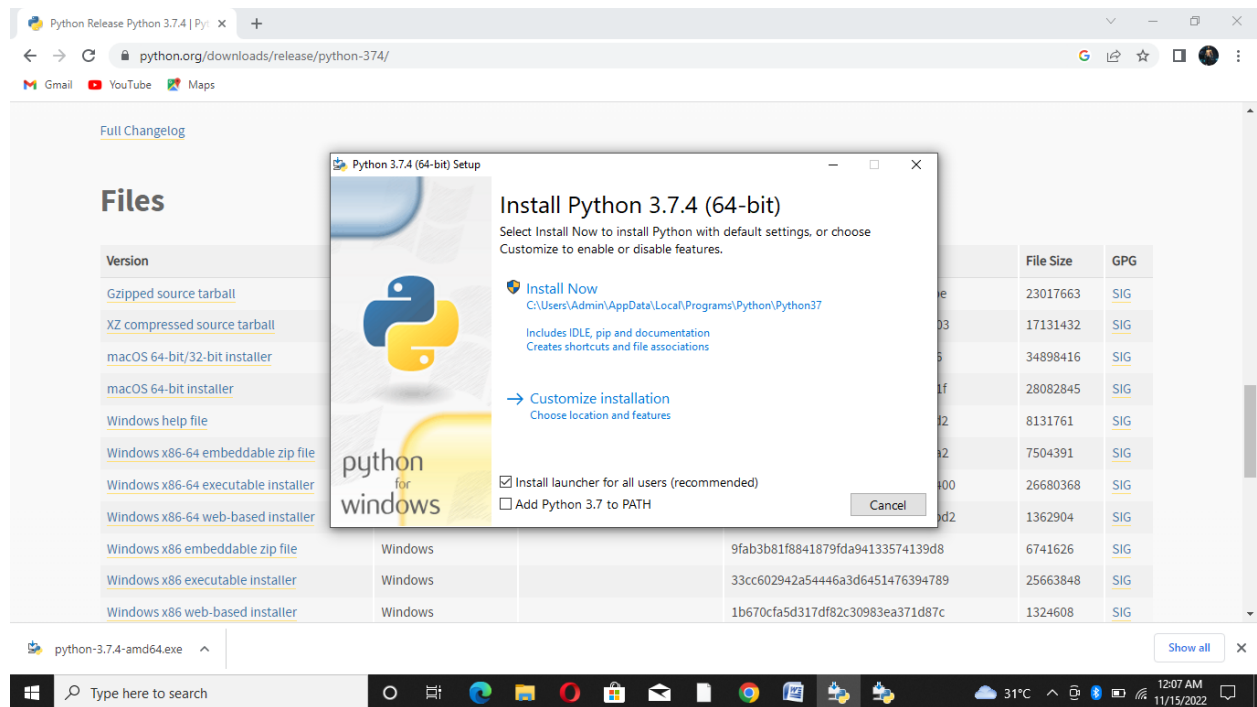 Python Release Python 3.7.4 | Pyt
python.org/downloads/release/python-374/
G
Gmail YouTube Maps
Full Changelog
Files
Python 3.7.4 (64-bit) Setup
Install Python 3.7.4 (64-bit)
Select Install Now to install Python with default settings, or choose
Customize to enable or disable features.
Install Now
C:\Users\Admin\AppData\Local\Programs\Python\Python37
Includes IDLE, pip and documentation
Creates shortcuts and file associations
Customize installation
Choose location and features
Install launcher for all users (recommended)
Add Python 3.7 to PATH
Cancel
python
for
windows
Version File Size GPG
Gzipped source tarball 23017663 SIG
XZ compressed source tarball 03 17131432 SIG
macOS 64-bit/32-bit installer 34898416 SIG
macOS 64-bit installer 1f 28082845 SIG
Windows help file d2 8131761 SIG
Windows x86-64 embeddable zip file a2 7504391 SIG
Windows x86-64 executable installer 400 26680368 SIG
Windows x86-64 web-based installer bd2 1362904 SIG
Windows x86 embeddable zip file Windows 9fab3b81f8841879fda94133574139d8 6741626 SIG
Windows x86 executable installer Windows 33cc602942a54446a3d6451476394789 25663848 SIG
Windows x86 web-based installer Windows 1b670cfa5d317df82c30983ea371d87c 1324608 SIG
python-3.7.4-amd64.exe Show all
Type here to search 31°C 12:07 AM
11/15/2022